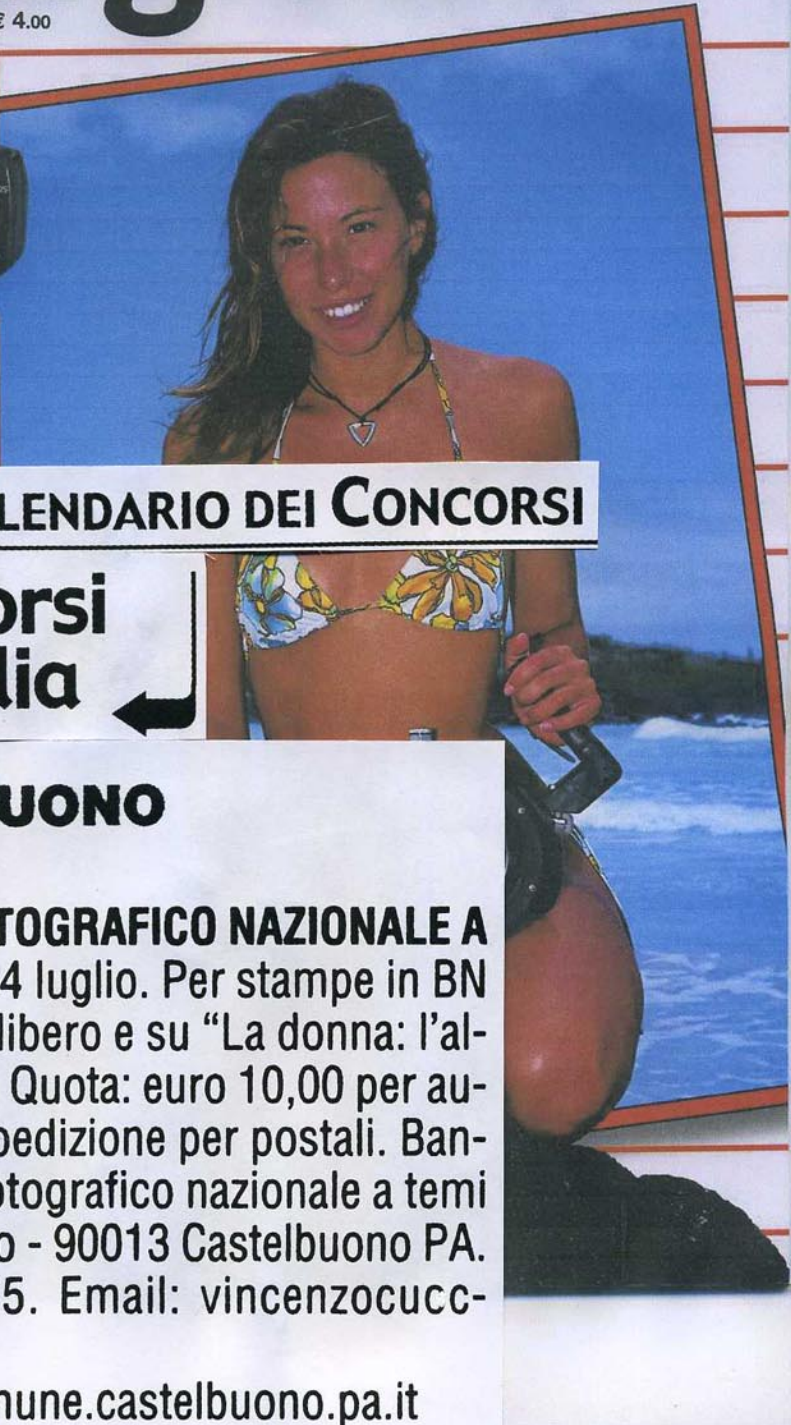 € 4.00
LENDARIO DEI CONCORSI
orsi
lia
UONO
TOGRAFICO NAZIONALE A
4 luglio. Per stampe in BN
libero e su “La donna: l’al-
Quota: euro 10,00 per au-
pedizione per postali. Ban-
otografico nazionale a temi
o - 90013 Castelbuono PA.
5. Email: vincenzocucc-
nune.castelbuono.pa.it